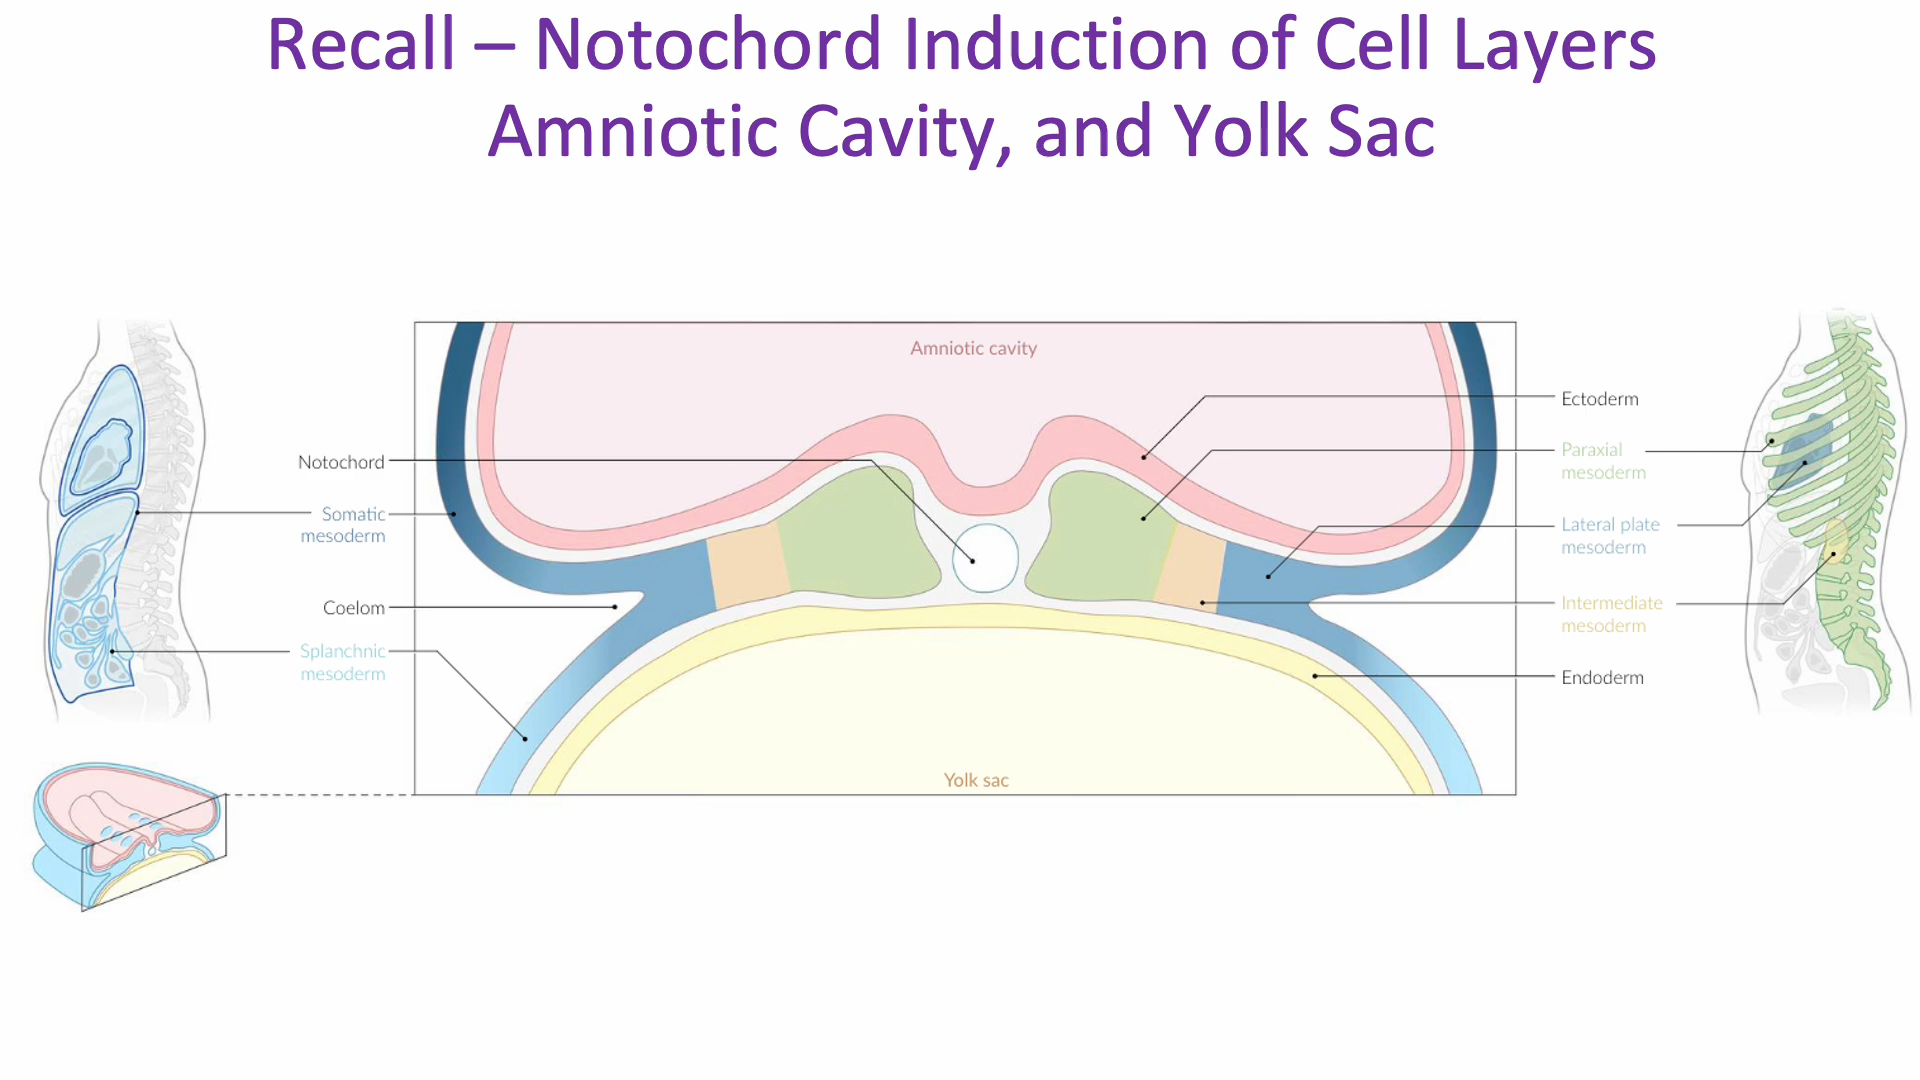 Recall – Notochord Induction of Cell Layers
Amniotic Cavity, and Yolk Sac
Amniotic cavity
Notochord
Somatic
mesoderm
Coelom
Splanchnic
mesoderm
Ectoderm
Paraxial
mesoderm
Lateral plate
mesoderm
Intermediate
mesoderm
Endoderm
Yolk sac